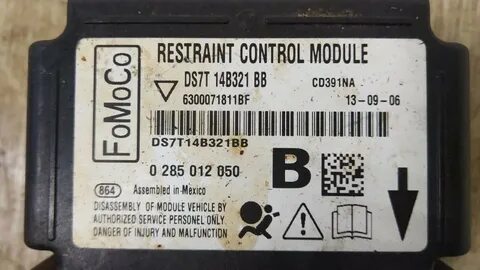 FoMoCo
RESTRAINT CONTROL MODULE
DS7T 14B321 BB
CD391NA
6300071811BF
13-09-06
DS7T14B321BB
0 285 012 050
B
864
Assembled in Mexico
DISASSEMBLY OF MODULE VEHICLE BY
AUTHORIZED SERVICE PERSONEL ONLY.
DANGER OF INJURY AND MALFUNCTION